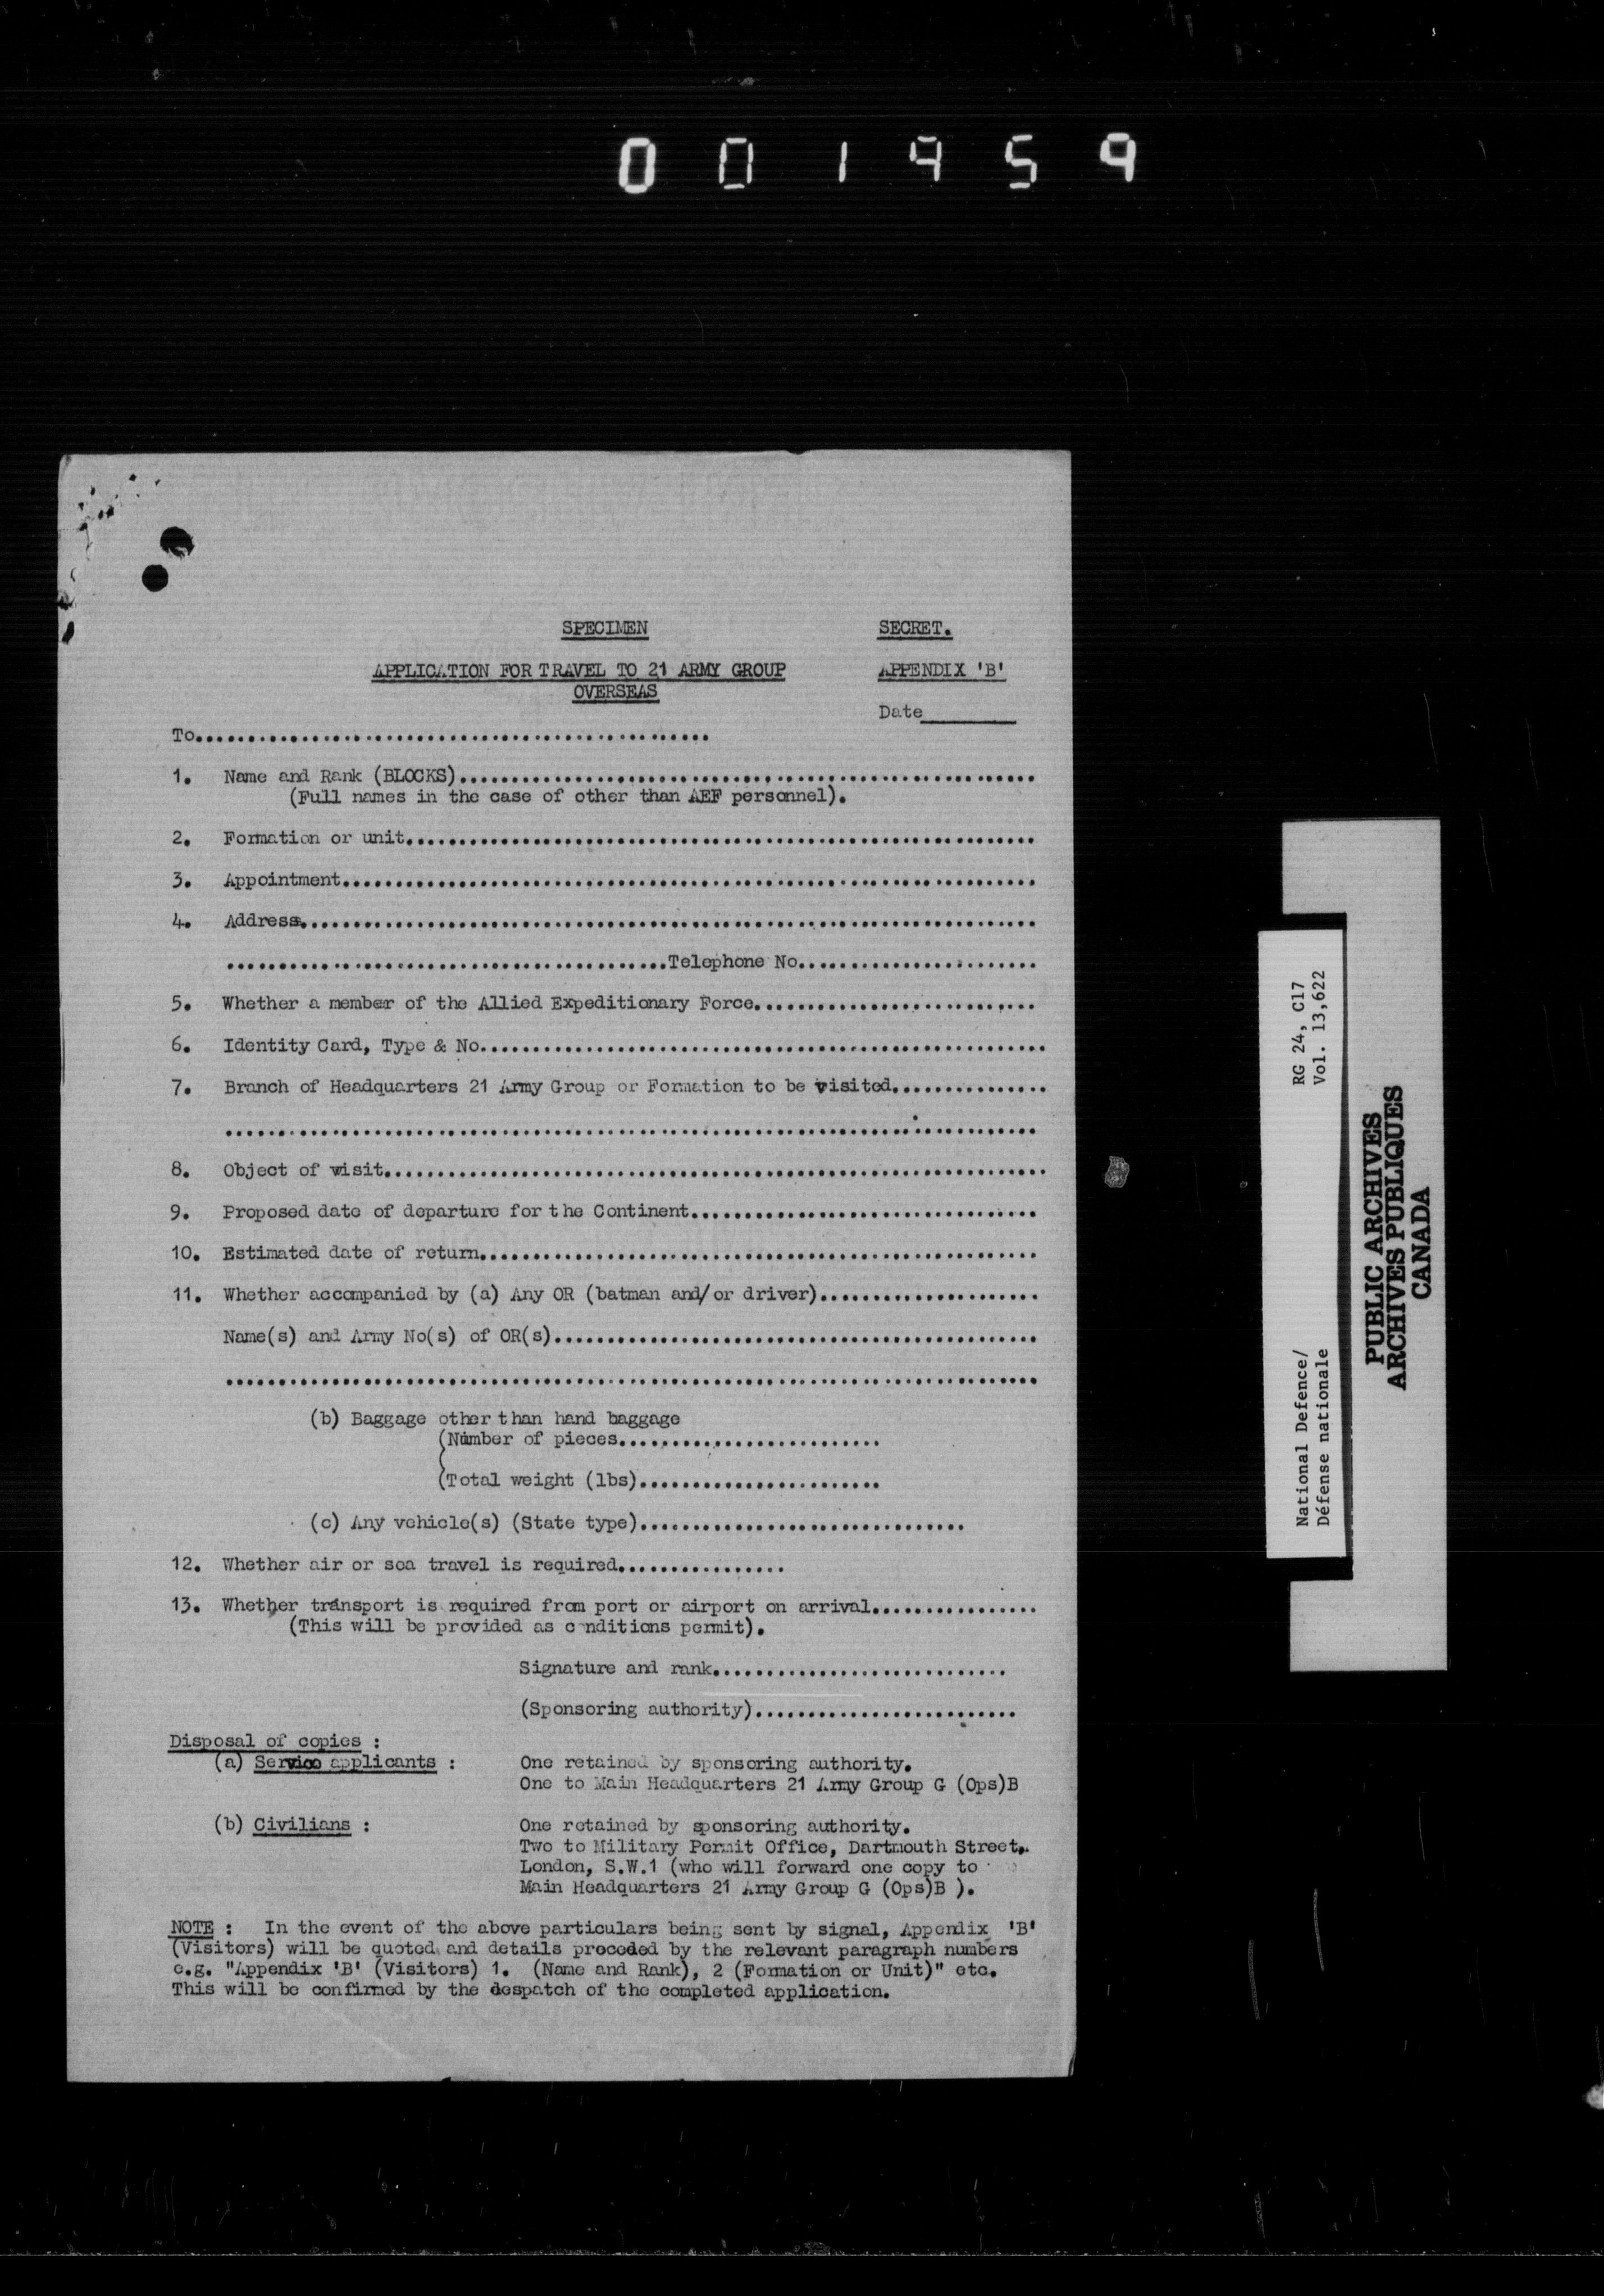 001959
SPECIMEN
SECRET.
APPLICATION FOR TRAVEL TO 21 ARMY GROUP
OVERSEAS
APPENDIX 'B'
Date________
To..................................................
1. Name and Rank (BLOCKS)........................................................
(Full names in the case of other than AEF personnel).
2. Formation or unit.............................................................
3. Appointment...................................................................
4. Address.......................................................................
...........................................Telephone No.......................
5. Whether a member of the Allied Expeditionary Force...........................
6. Identity Card, Type & No......................................................
7. Branch of Headquarters 21 Army Group or Formation to be visited...............
..............................................................................
8. Object of visit................................................................
9. Proposed date of departure for the Continent.................................
10. Estimated date of return.....................................................
11. Whether accompanied by (a) Any OR (batman and/or driver).....................
Name(s) and Army No(s) of OR(s)..............................................
..............................................................................
(b) Baggage other than hand baggage
(Number of pieces.........................
(Total weight (lbs).......................
(c) Any vehicle(s) (State type)...............................
12. Whether air or sea travel is required................
13. Whether transport is required from port or airport on arrival................
(This will be provided as c nditions permit).
Signature and rank............................
(Sponsoring authority).........................
Disposal of copies :
(a) Service applicants : One retained by sponsoring authority.
One to Main Headquarters 21 Army Group G (Ops)B
(b) Civilians : One retained by sponsoring authority.
Two to Military Permit Office, Dartmouth Street,
London, S.W.1 (who will forward one copy to
Main Headquarters 21 Army Group G (Ops)B ).
NOTE : In the event of the above particulars being sent by signal, Appendix 'B'
(Visitors) will be quoted and details preceded by the relevant paragraph numbers
e.g. "Appendix 'B' (Visitors) 1. (Name and Rank), 2 (Formation or Unit)" etc.
This will be confirmed by the despatch of the completed application.
National Defence/
Défense nationale
RG 24, C17
Vol. 13,622
PUBLIC ARCHIVES
ARCHIVES PUBLIQUES
CANADA